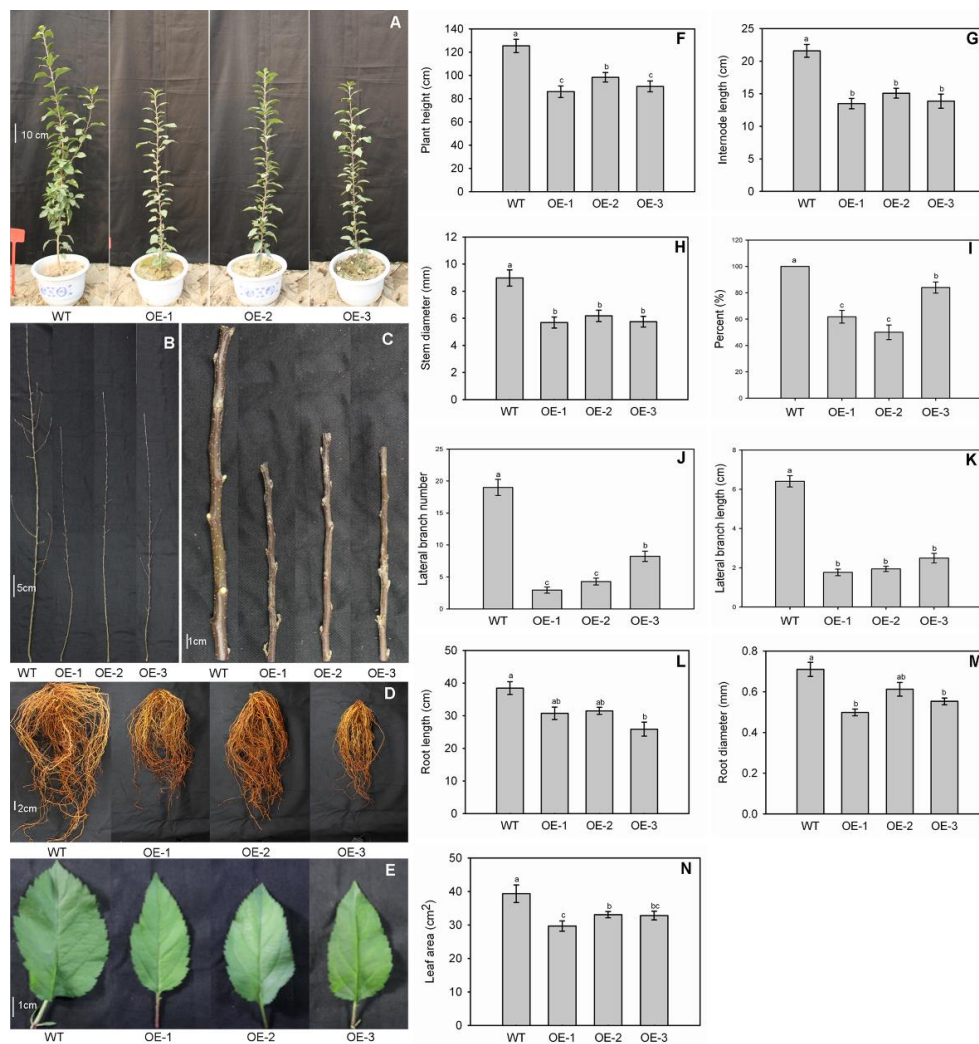 A
10 cm
WT OE-1 OE-2 OE-3
B
5cm
WT OE-1 OE-2 OE-3
C
1cm
WT OE-1 OE-2 OE-3
D
2cm
WT OE-1 OE-2 OE-3
E
1cm
WT OE-1 OE-2 OE-3
F
Plant height (cm)
140
120
100
80
60
40
20
0
a
c
b
c
WT OE-1 OE-2 OE-3
G
Internode length (cm)
25
20
15
10
5
0
a
b
b
b
WT OE-1 OE-2 OE-3
H
Stem diameter (mm)
12
10
8
6
4
2
0
a
b
b
b
WT OE-1 OE-2 OE-3
I
Percent (%)
120
100
80
60
40
20
0
a
c
c
b
WT OE-1 OE-2 OE-3
J
Lateral branch number
25
20
15
10
5
0
a
c
c
b
WT OE-1 OE-2 OE-3
K
Lateral branch length (cm)
8
6
4
2
0
a
b
b
b
WT OE-1 OE-2 OE-3
L
Root length (cm)
50
40
30
20
10
0
a
ab
ab
b
WT OE-1 OE-2 OE-3
M
Root diameter (mm)
0.8
0.6
0.4
0.2
0.0
a
b
ab
b
WT OE-1 OE-2 OE-3
N
Leaf area (cm²)
50
40
30
20
10
0
a
c
b
bc
WT OE-1 OE-2 OE-3